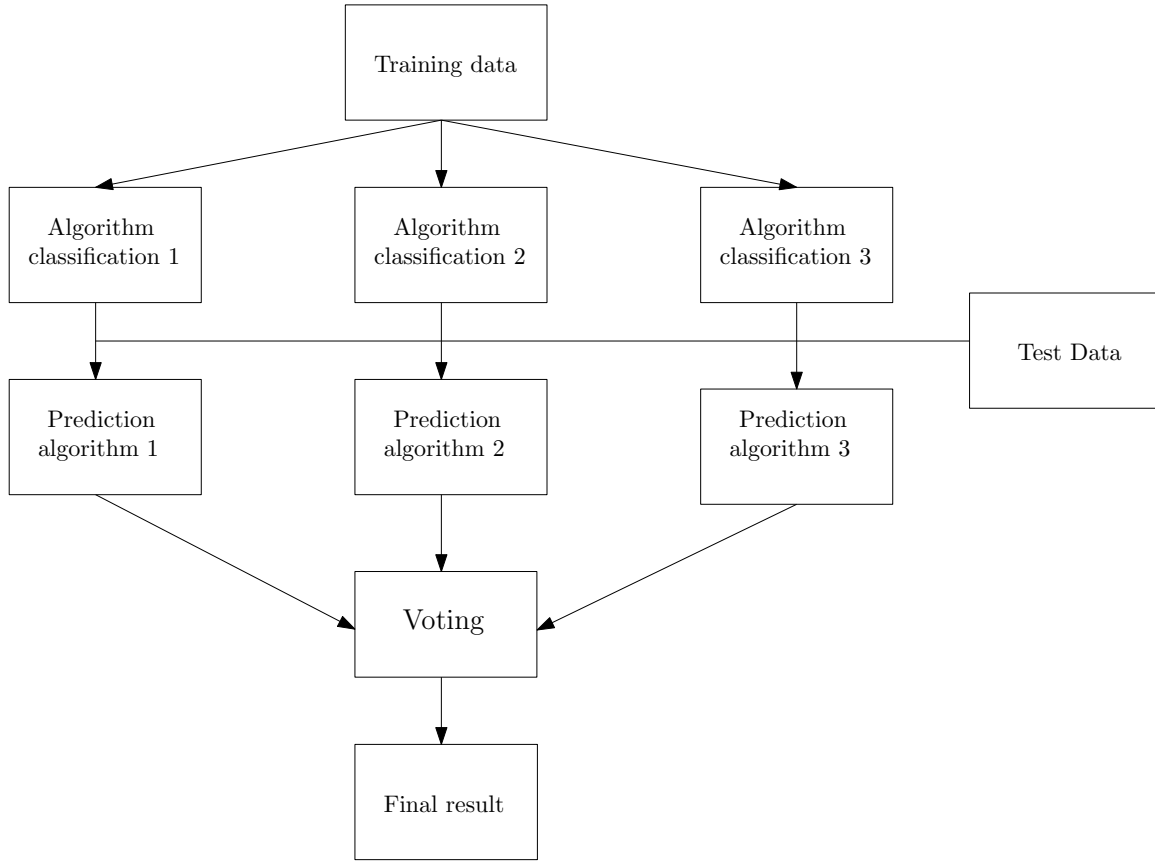 Training data
Algorithm
classification 1
Algorithm
classification 2
Algorithm
classification 3
Test Data
Prediction
algorithm 1
Prediction
algorithm 2
Prediction
algorithm 3
Voting
Final result